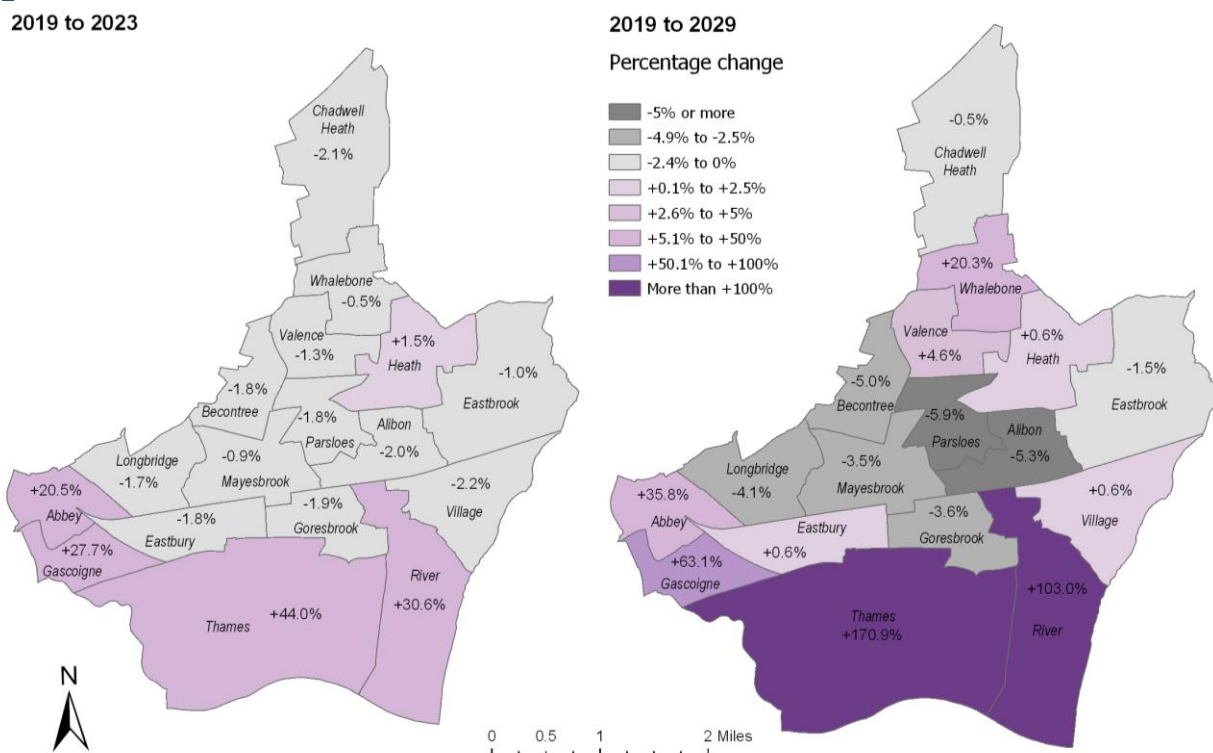 2019 to 2023
Chadwell
Heath
-2.1%
Whalebone
-0.5%
Valence
-1.3%
+1.5%
Heath
-1.0%
Eastbrook
-1.8%
Becontree
-1.8%
Parsloes
Alibon
-2.0%
Longbridge
-1.7%
-0.9%
Mayesbrook
-2.2%
Village
+20.5%
Abbey
-1.9%
Goresbrook
-1.8%
Eastbury
+27.7%
Gascoigne
River
+30.6%
Thames
+44.0%
N
0 0.5 1 2 Miles
2019 to 2029
Percentage change
-5% or more
-4.9% to -2.5%
-2.4% to 0%
+0.1% to +2.5%
+2.6% to +5%
+5.1% to +50%
+50.1% to +100%
More than +100%
-0.5%
Chadwell
Heath
+20.3%
Whalebone
Valence
+4.6%
+0.6%
Heath
-1.5%
Eastbrook
-5.0%
Becontree
-5.9%
Parsloes
Alibon
-5.3%
Longbridge
-4.1%
-3.5%
Mayesbrook
+0.6%
Village
+35.8%
Abbey
Eastbury
+0.6%
-3.6%
Goresbrook
+63.1%
Gascoigne
+103.0%
River
Thames
+170.9%